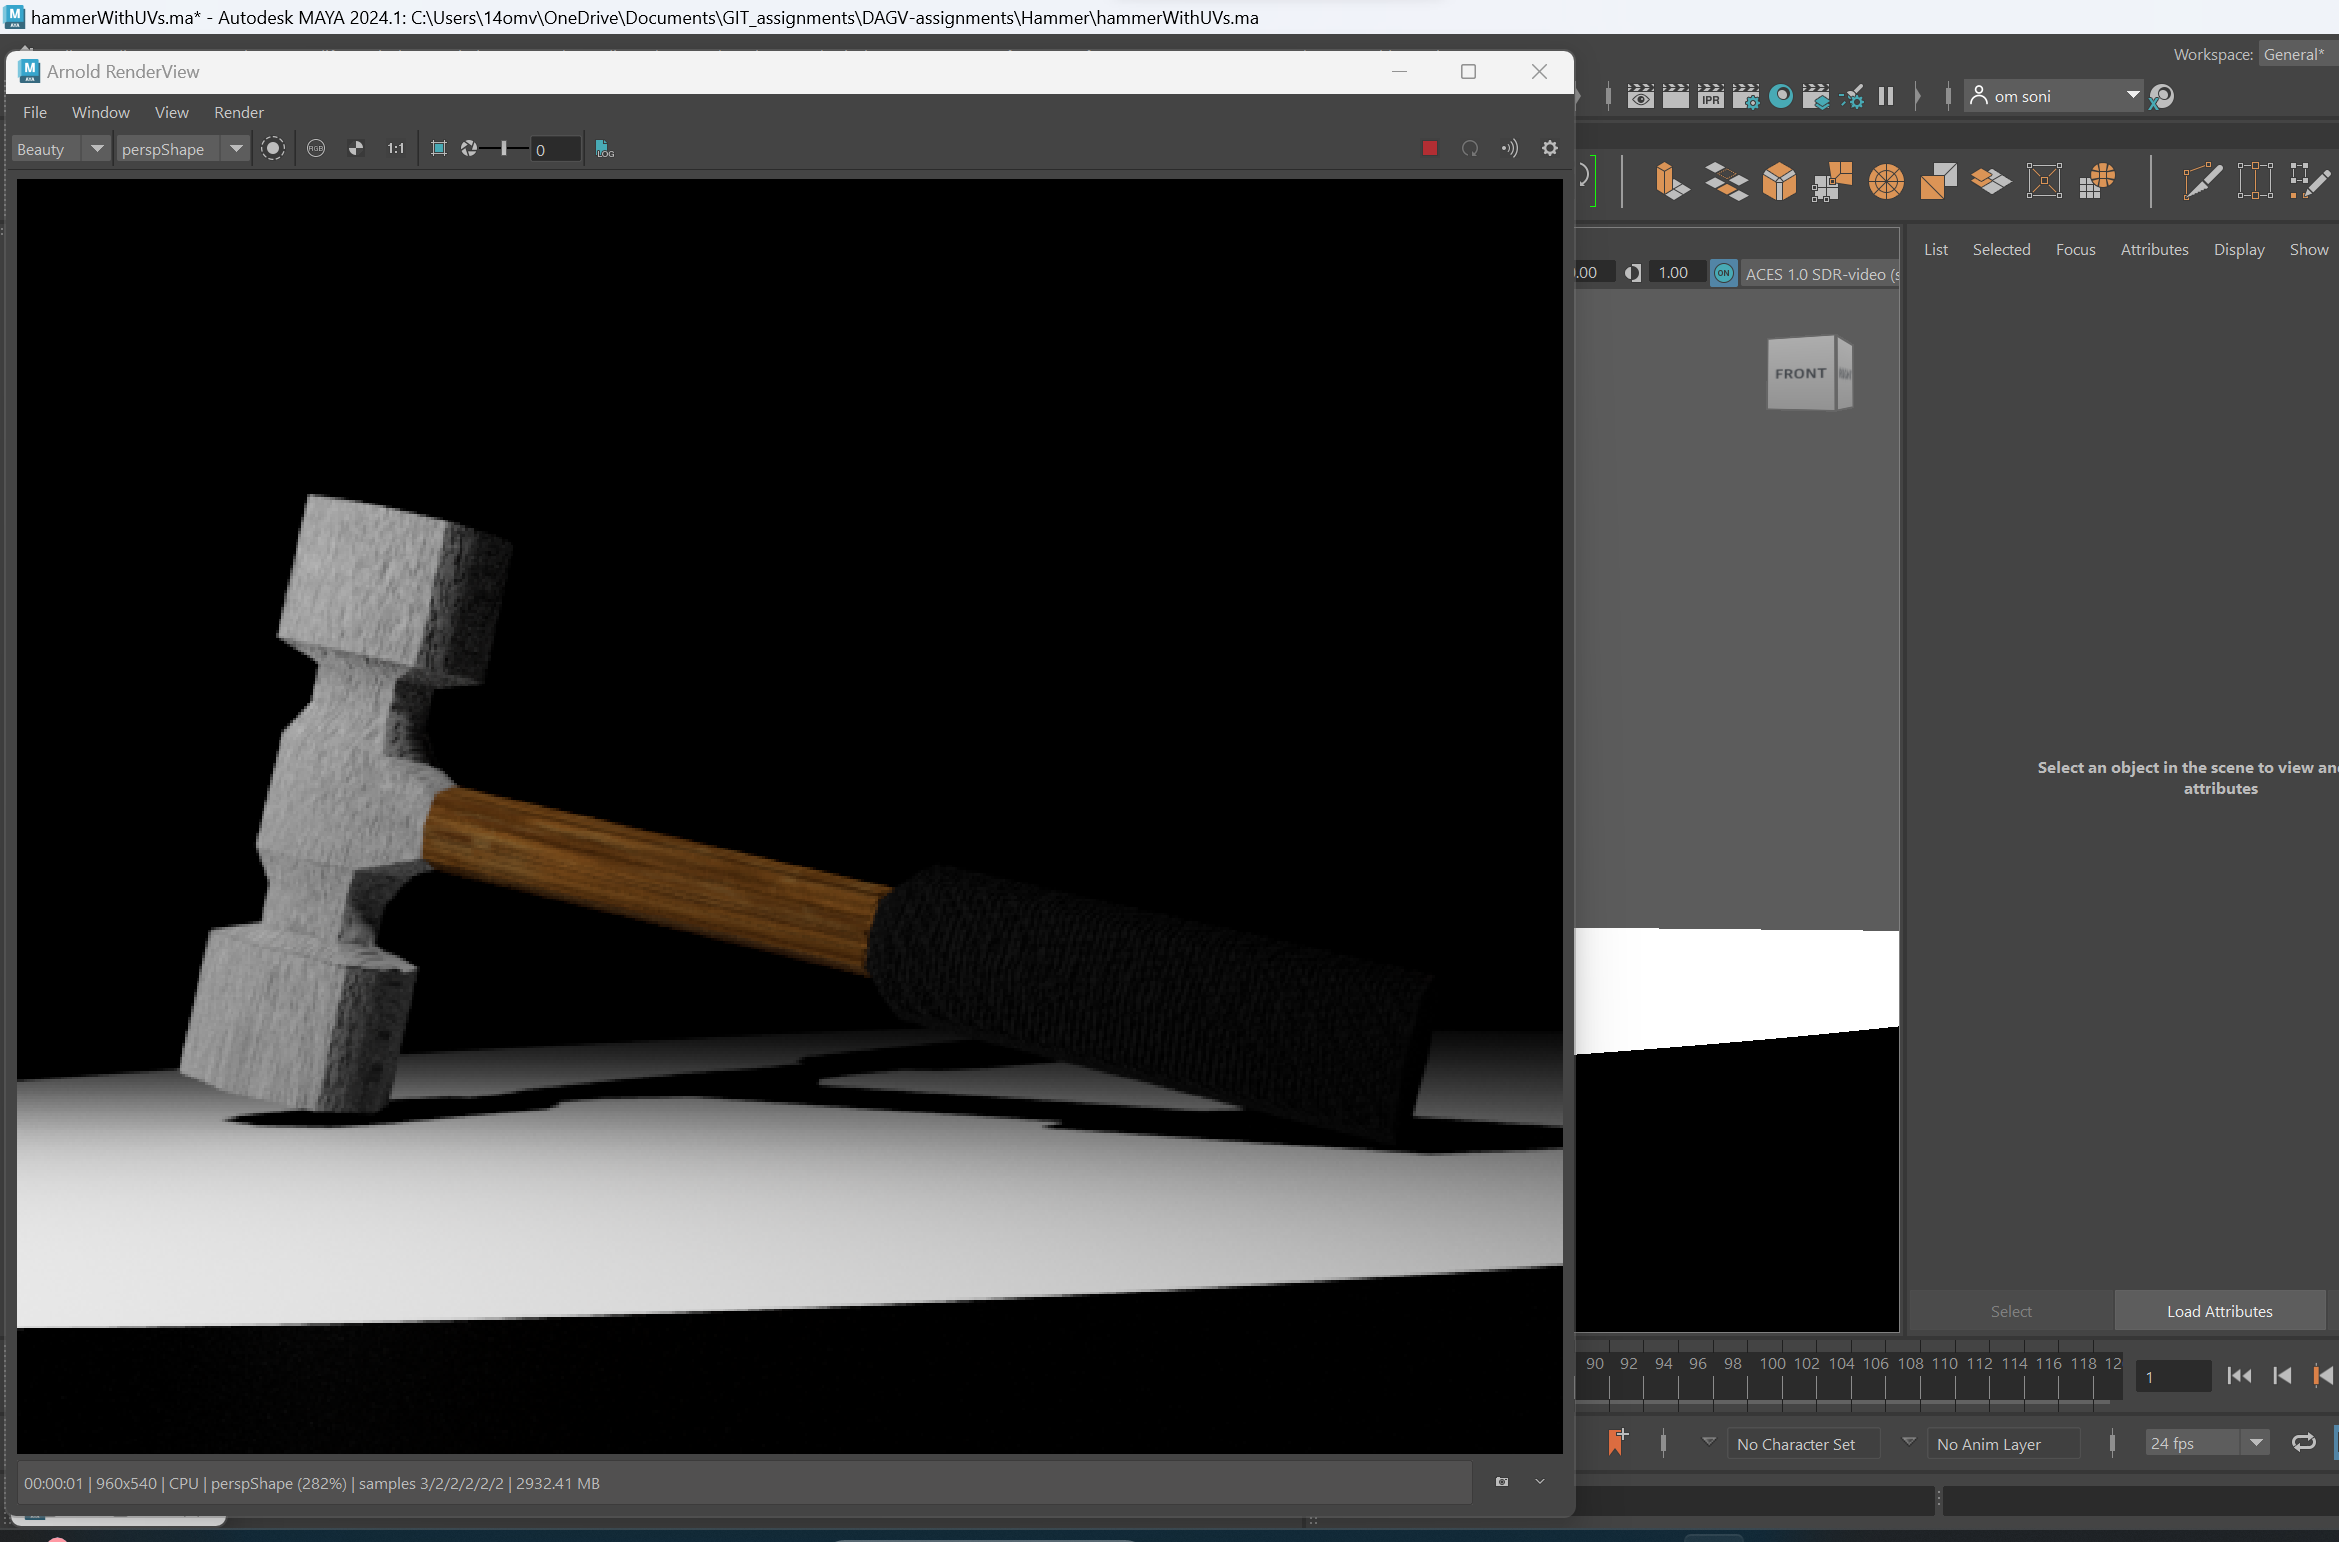 hammerWithUVs.ma* - Autodesk MAYA 2024.1: C:\Users\14omv\OneDrive\Documents\GIT_assignments\DAGV-assignments\Hammer\hammerWithUVs.ma
Workspace: General*
Arnold RenderView
File Window View Render
IPR
om soni
Beauty perspShape RGB 1:1 0 LOG
List Selected Focus Attributes Display Show
.00 1.00 ON ACES 1.0 SDR-video (s
FRONT
Select an object in the scene to view and
attributes
Select Load Attributes
90 92 94 96 98 100 102 104 106 108 110 112 114 116 118 12
1
No Character Set No Anim Layer 24 fps
00:00:01 | 960x540 | CPU | perspShape (282%) | samples 3/2/2/2/2/2 | 2932.41 MB